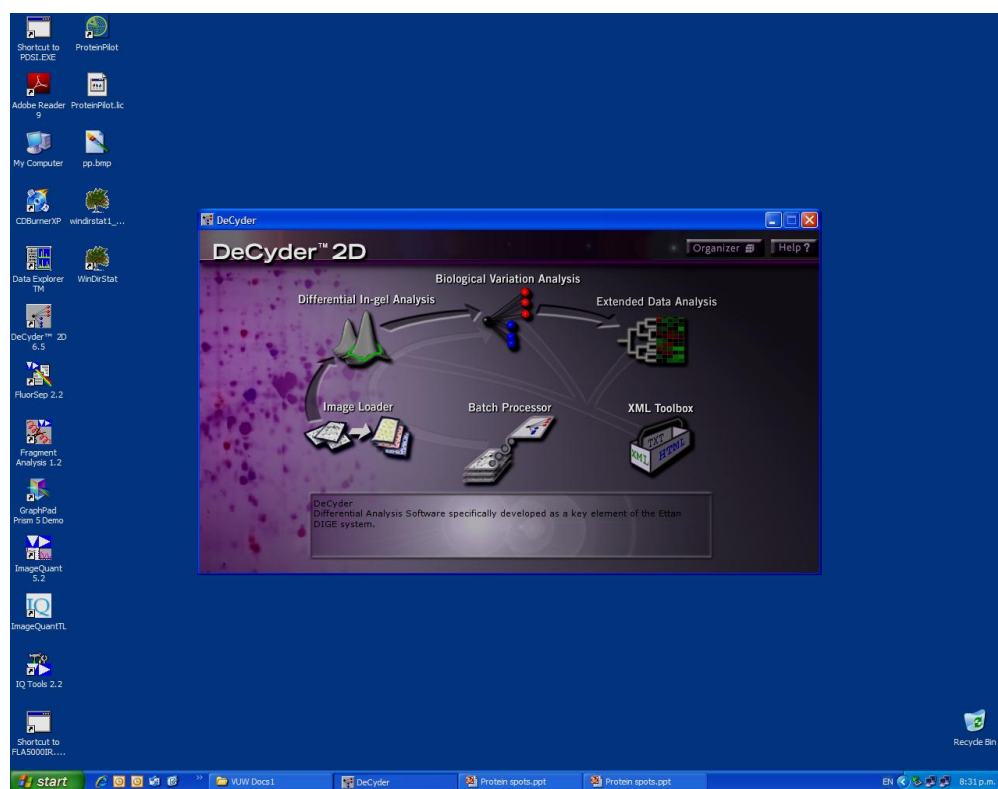 Shortcut to
PDSI.EXE
ProteinPilot
Adobe Reader
9
ProteinPilot.lic
My Computer
pp.bmp
CDBurnerXP
windirstat1_...
Data Explorer
TM
WinDirStat
DeCyder™ 2D
6.5
FluorSep 2.2
Fragment
Analysis 1.2
GraphPad
Prism 5 Demo
ImageQuant
5.2
IQ
ImageQuantTL
IQ Tools 2.2
Shortcut to
FLA5000IR....
DeCyder
DeCyder™ 2D
Organizer
Help ?
Biological Variation Analysis
Differential In-gel Analysis
Extended Data Analysis
Image Loader
Batch Processor
XML Toolbox
TXT
XML
HTML
DeCyder
Differential Analysis Software specifically developed as a key element of the Ettan
DIGE system.
Recycle Bin
start
»
VUW Docs1
DeCyder
Protein spots.ppt
Protein spots.ppt
EN
8:31 p.m.